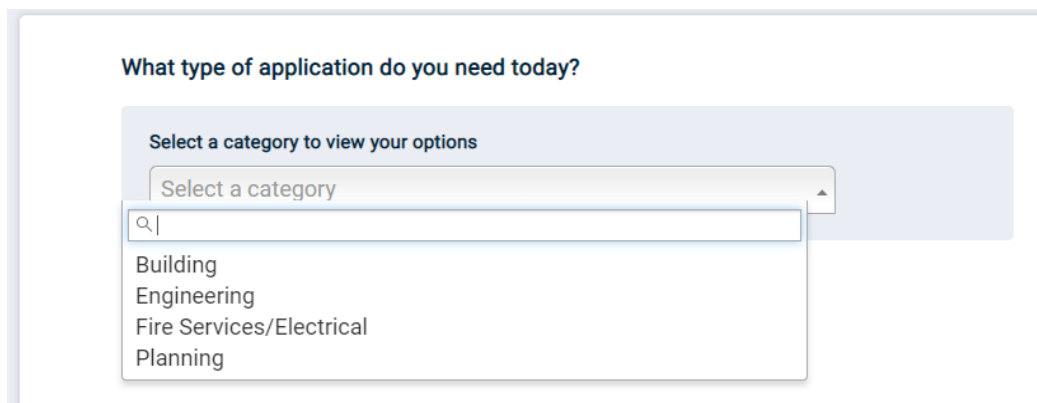 What type of application do you need today?
Select a category to view your options
Select a category
Building
Engineering
Fire Services/Electrical
Planning